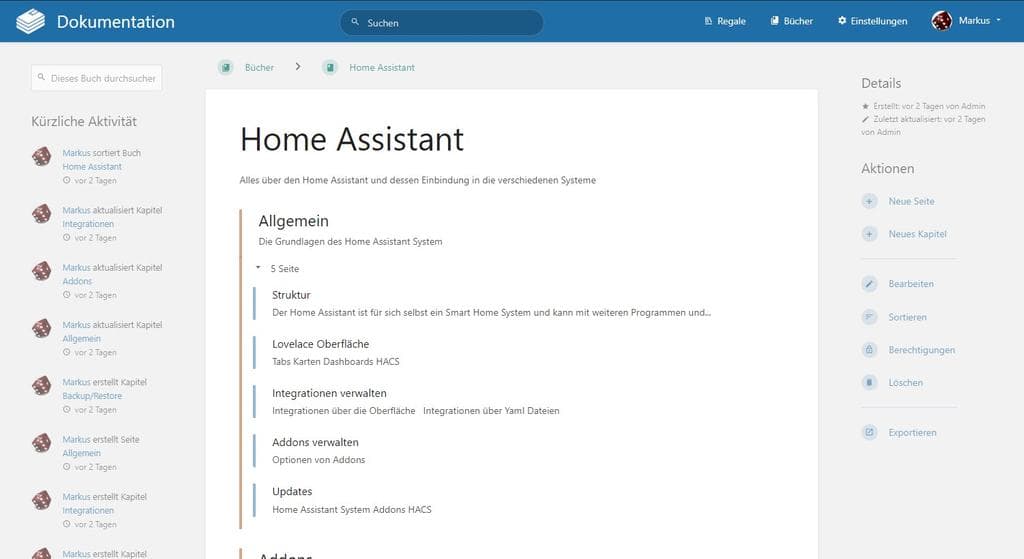 Dokumentation
Suchen
Regale
Bücher
Einstellungen
Markus
Dieses Buch durchsuchen
Kürzliche Aktivität
Markus sortiert Buch
Home Assistant
vor 2 Tagen
Markus aktualisiert Kapitel
Integrationen
vor 2 Tagen
Markus aktualisiert Kapitel
Addons
vor 2 Tagen
Markus aktualisiert Kapitel
Allgemein
vor 2 Tagen
Markus erstellt Kapitel
Backup/Restore
vor 2 Tagen
Markus erstellt Seite
Allgemein
vor 2 Tagen
Markus erstellt Kapitel
Integrationen
vor 2 Tagen
Markus erstellt Kapitel
Bücher
Home Assistant
Home Assistant
Alles über den Home Assistant und dessen Einbindung in die verschiedenen Systeme
Allgemein
Die Grundlagen des Home Assistant System
5 Seite
Struktur
Der Home Assistant ist für sich selbst ein Smart Home System und kann mit weiteren Programmen und...
Lovelace Oberfläche
Tabs Karten Dashboards HACS
Integrationen verwalten
Integrationen über die Oberfläche Integrationen über Yaml Dateien
Addons verwalten
Optionen von Addons
Updates
Home Assistant System Addons HACS
Addons
Details
Erstellt: vor 2 Tagen von Admin
Zuletzt aktualisiert: vor 2 Tagen
von Admin
Aktionen
Neue Seite
Neues Kapitel
Bearbeiten
Sortieren
Berechtigungen
Löschen
Exportieren